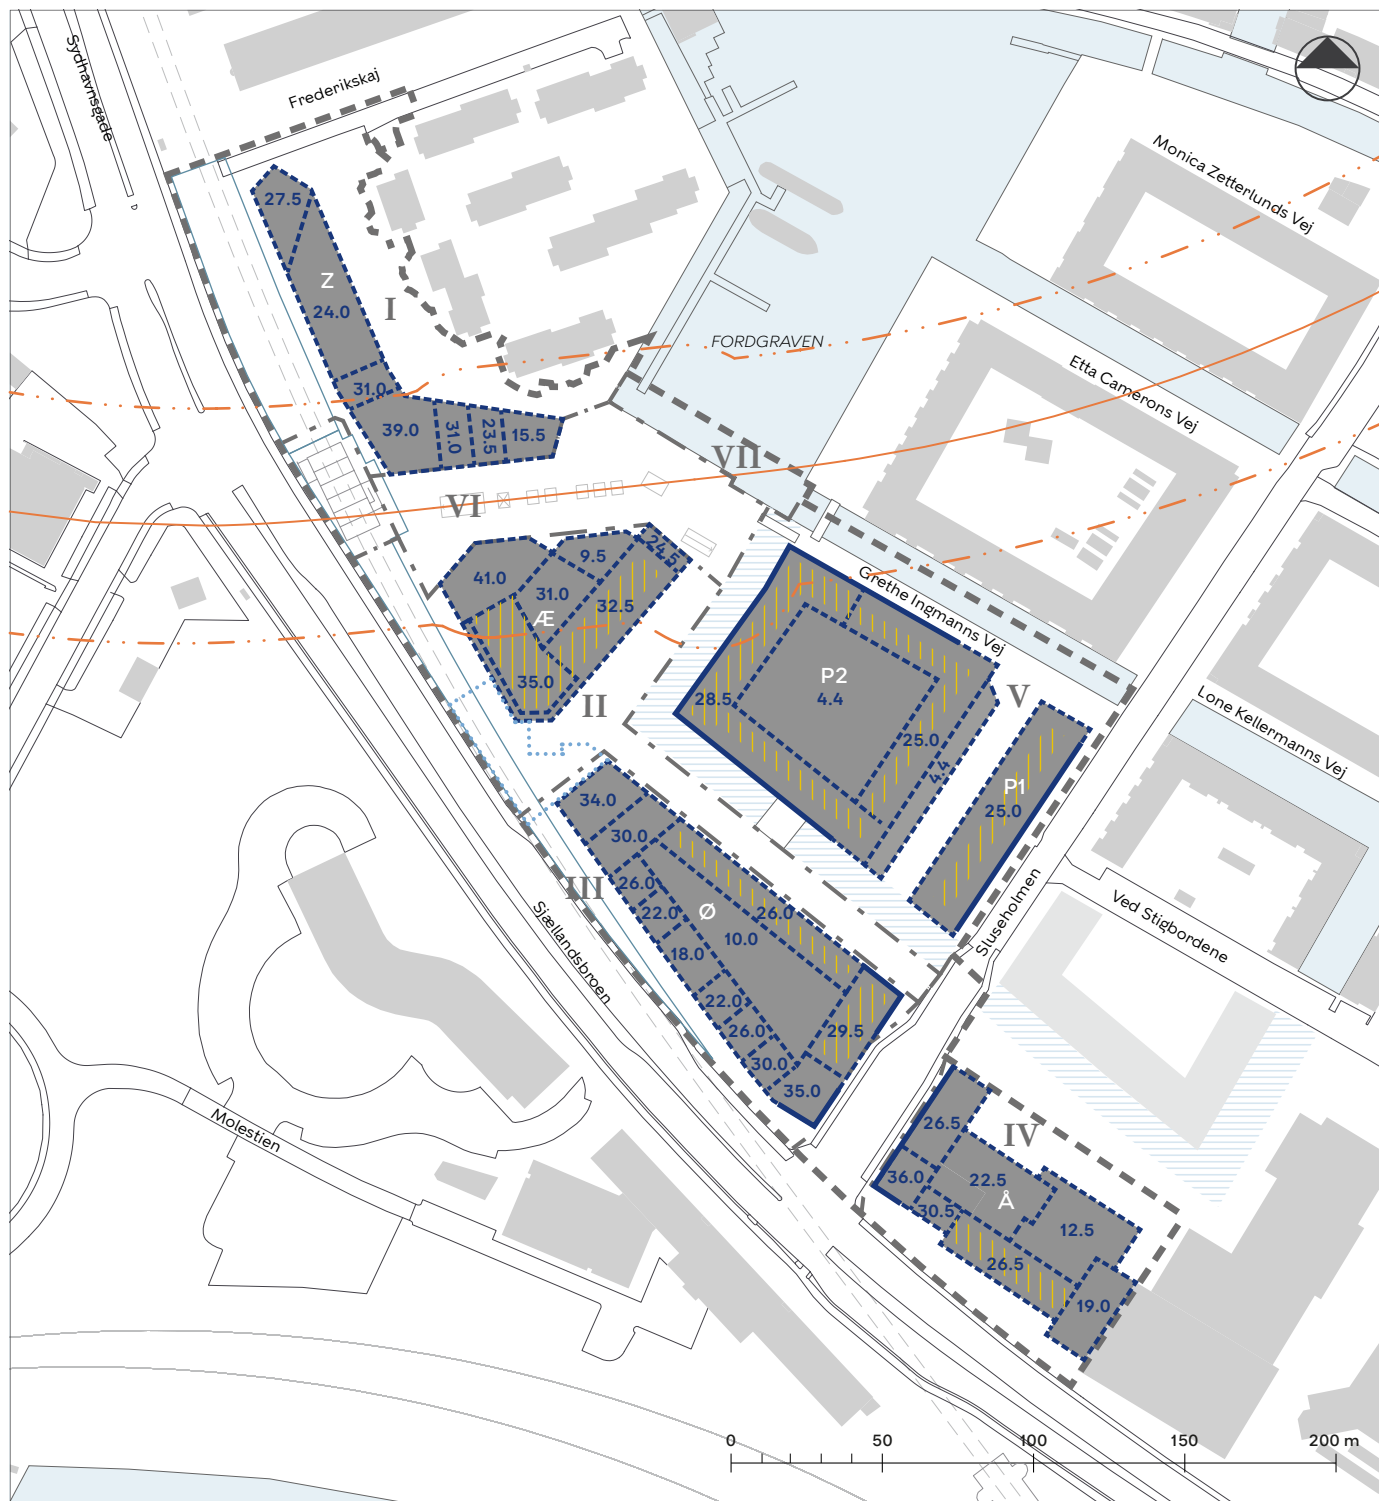 Sydhavnsgade
Frederikskaj
Monica Zetterlunds Vej
27.5
Z
24.0
I
FORDGRAVEN
Etta Camerons Vej
31.0
39.0
31.0
23.5
15.5
VII
VI
24.5
9.5
41.0
31.0
32.5
Æ
Grethe Ingmanns Vej
P2
4.4
28.5
35.0
II
V
25.0
4.4
Lone Kellermanns Vej
P1
25.0
34.0
30.0
III
26.0
22.0
Ø
26.0
10.0
18.0
Sluseholmen
Ved Stigbordene
Sjællandsbroen
22.0
26.0
29.5
30.0
35.0
Molestien
26.5
IV
36.0
22.5
Å
30.5
12.5
26.5
19.0
0 50 100 150 200 m